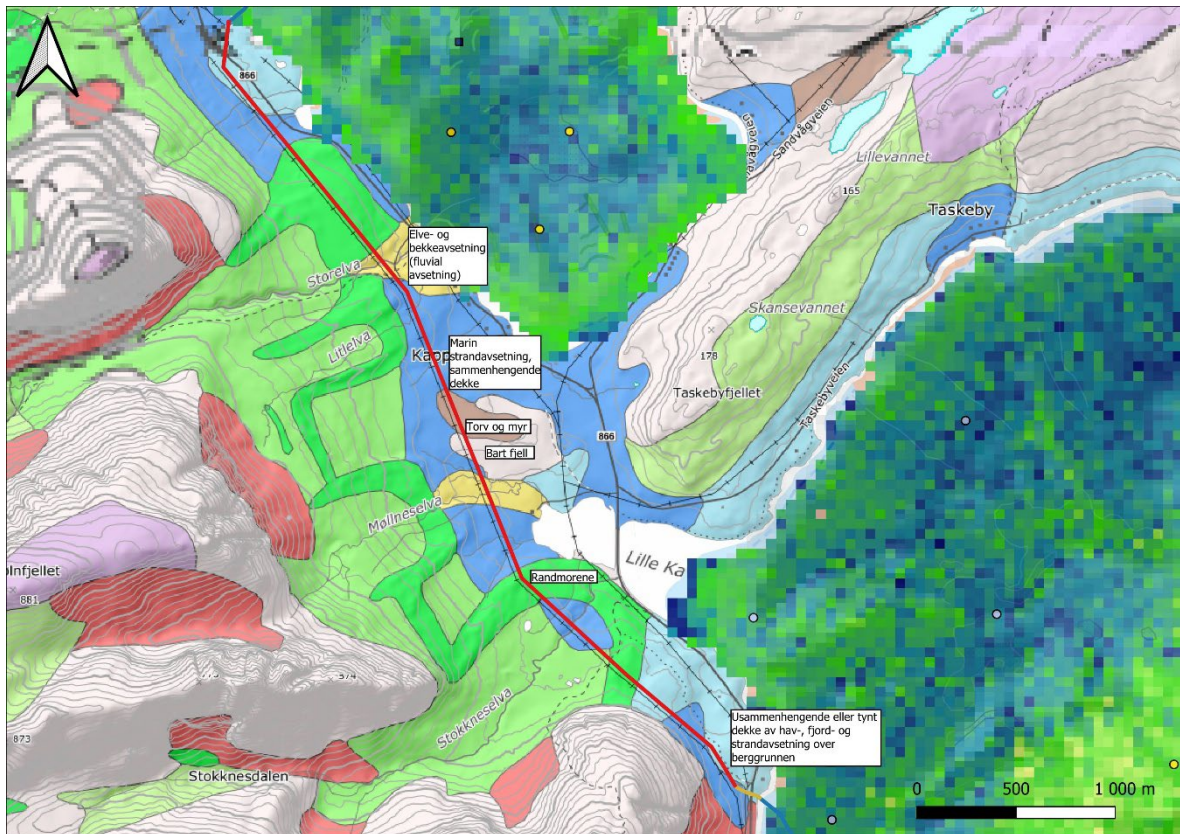 866
Sandvågveien
Lillevannet
165
Taskeby
Elve- og
bekkeavsetning
(fluvial
avsetning)
Storelva
Skansevannet
Litlelva
Marin
strandavsetning,
sammenhengende
dekke
178
Taskebyfjellet
Taskebyveien
Torv og myr
866
Bart fjell
Møllneselva
Lille Ka
Randmorene
881
Stokkneselva
873
Usammenhengende eller tynt
dekke av hav-, fjord- og
strandavsetning over
berggrunnen
Stokknesdalen
0 500 1 000 m